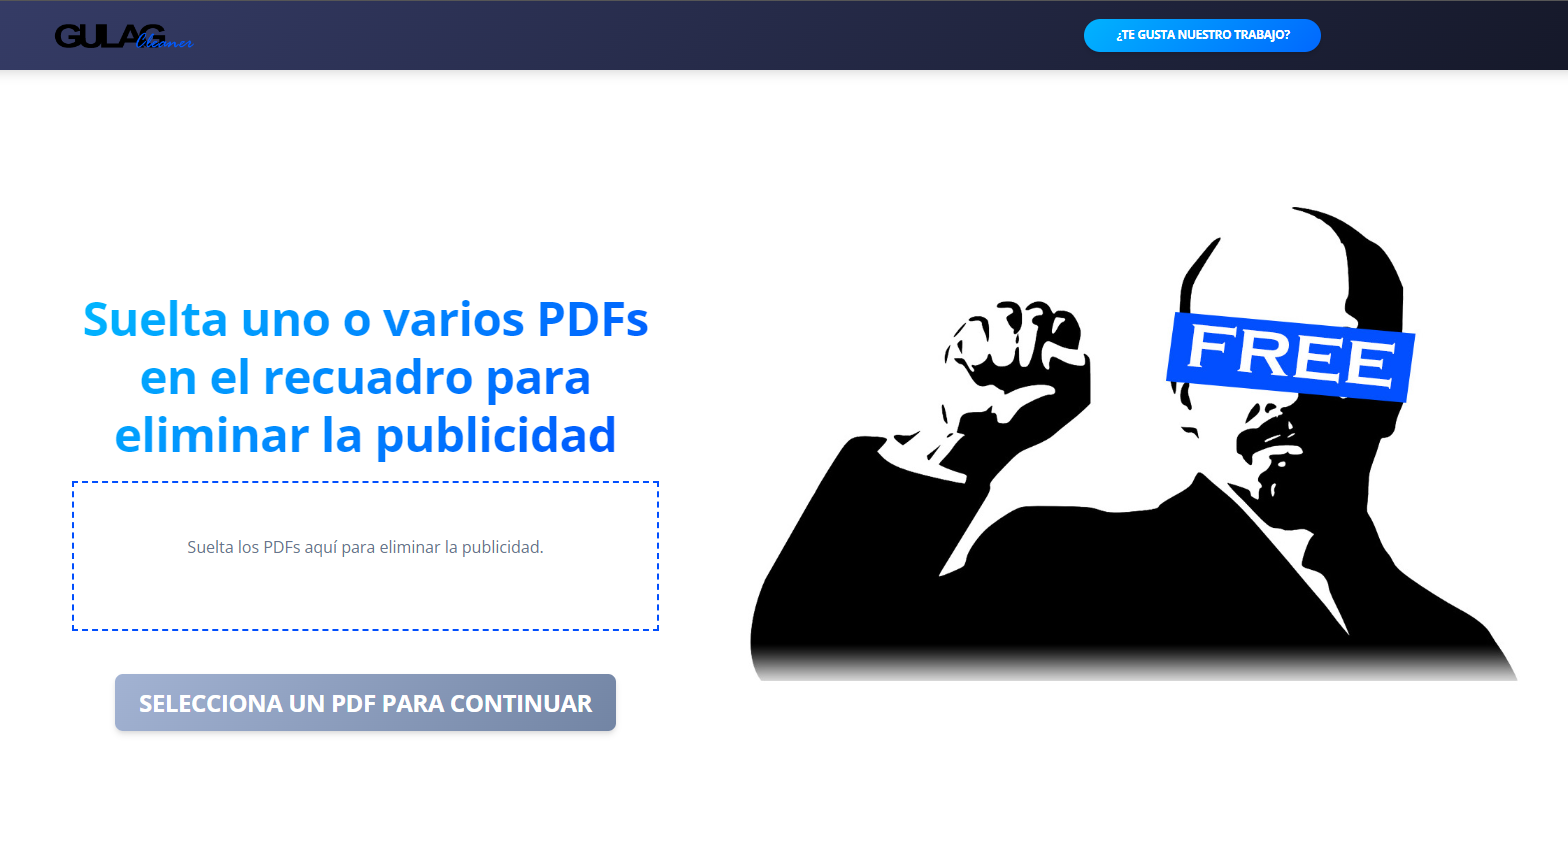 GULAG
Cleaner
¿TE GUSTA NUESTRO TRABAJO?
Suelta uno o varios PDFs
en el recuadro para
eliminar la publicidad
Suelta los PDFs aquí para eliminar la publicidad.
SELECCIONA UN PDF PARA CONTINUAR
FREE